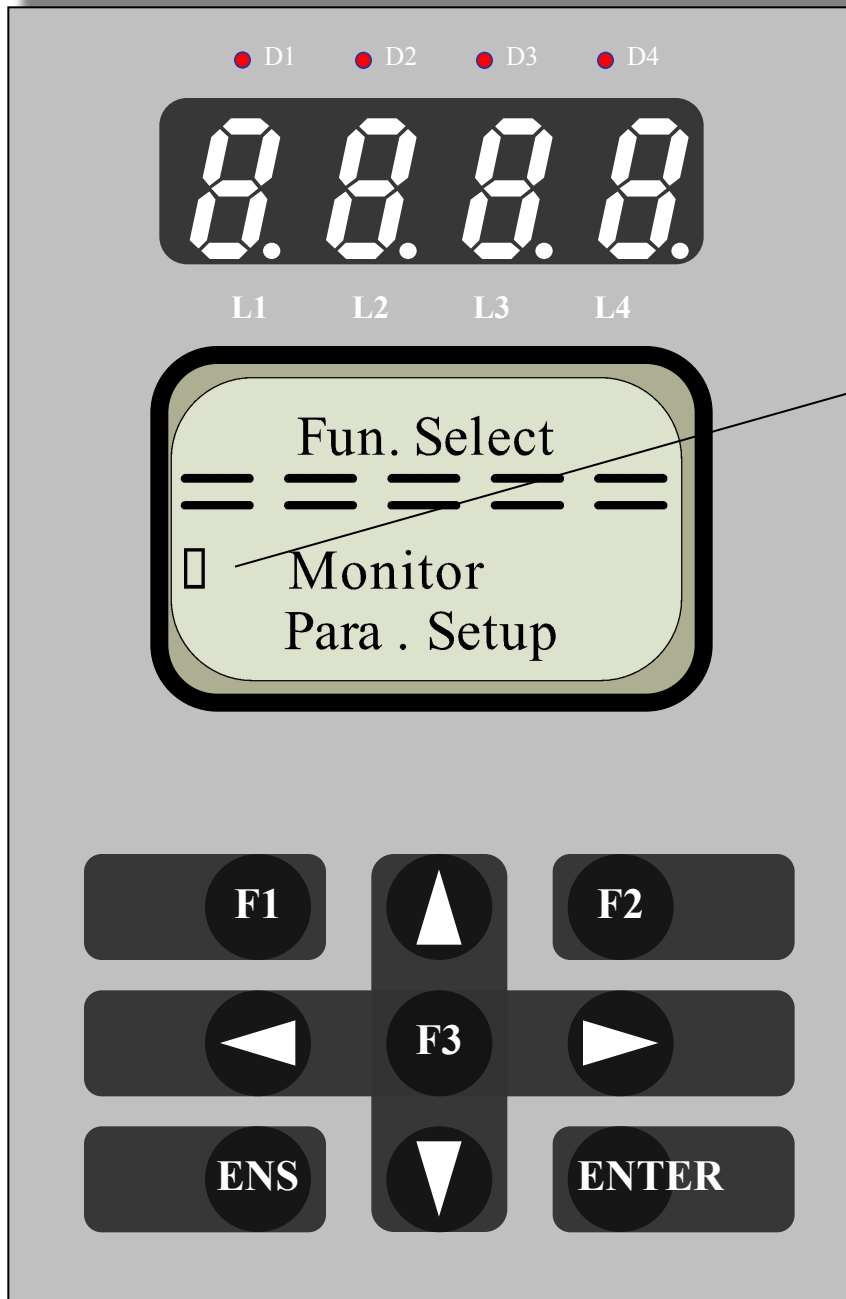 D1 D2 D3 D4
8.8.8.8.
L1 L2 L3 L4
Fun. Select
Monitor
Para . Setup
F1 F2
F3
ENS ENTER